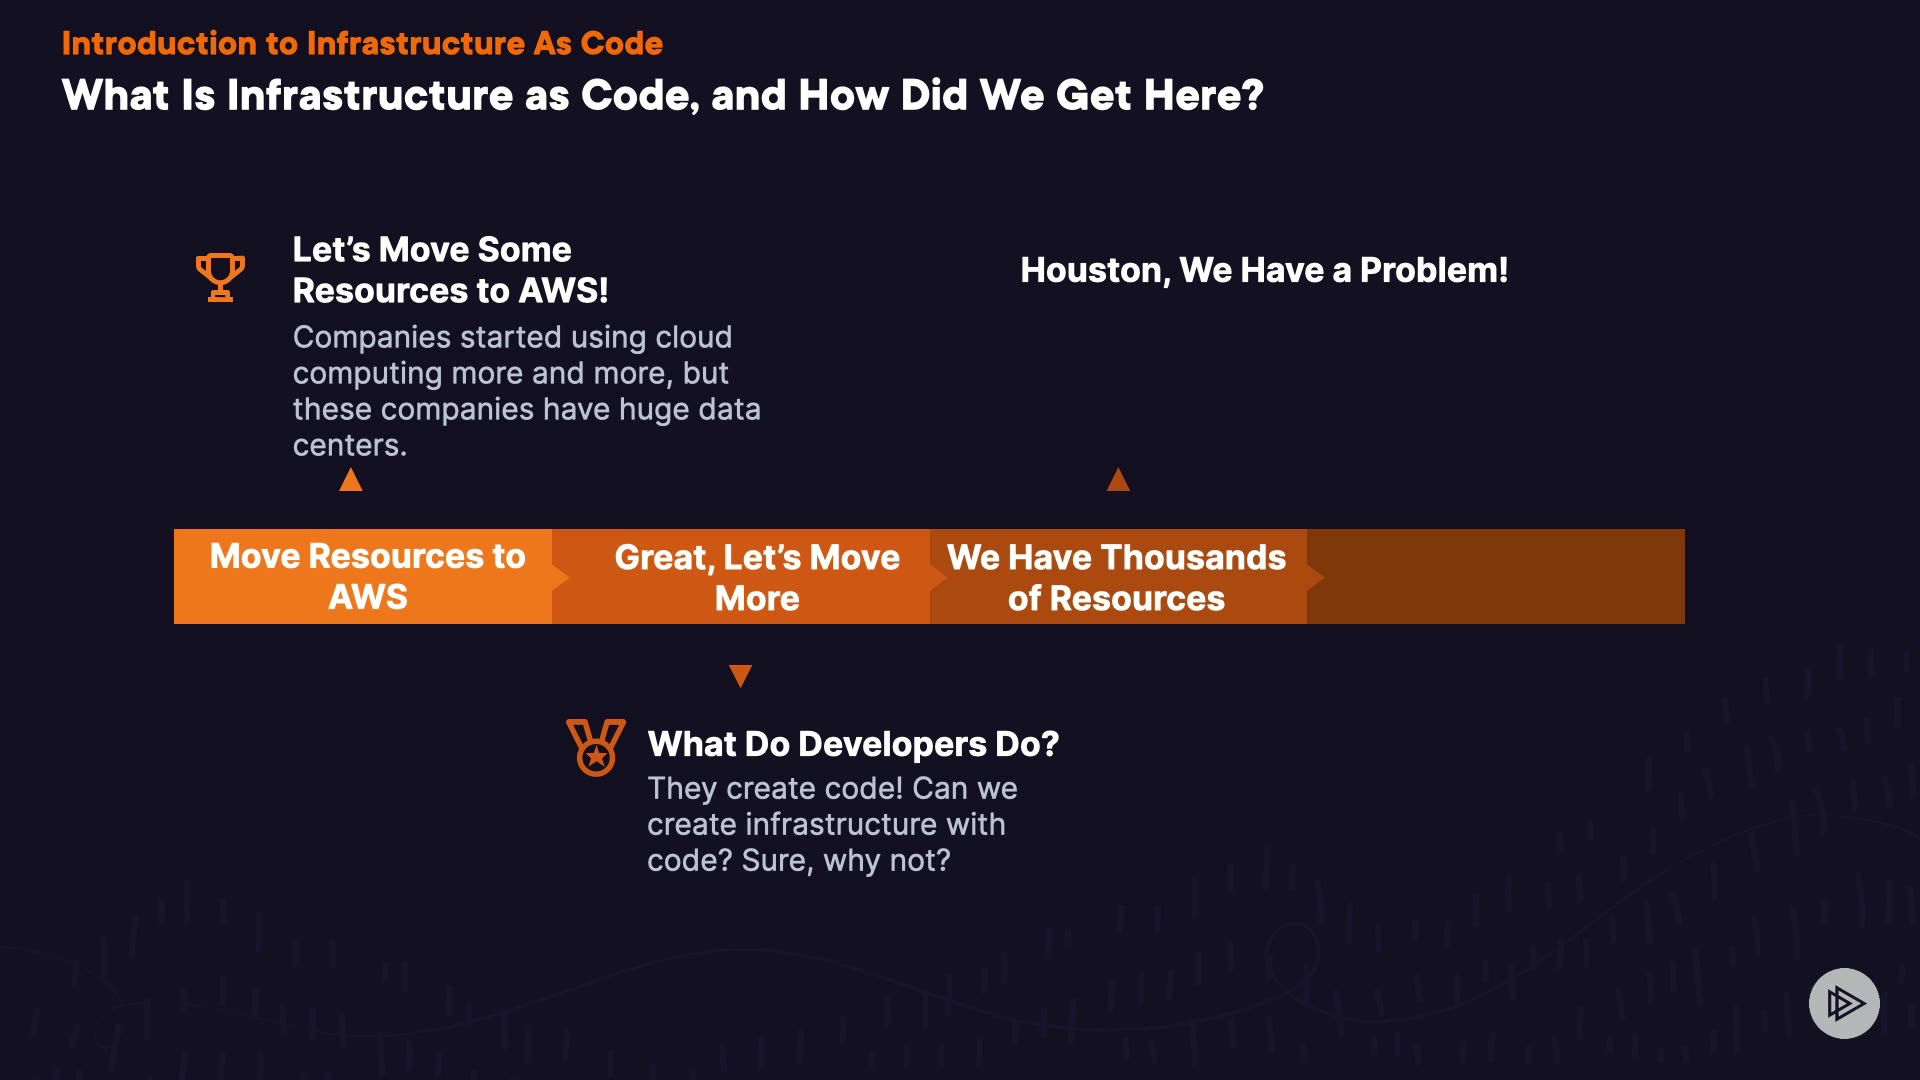 Introduction to Infrastructure As Code
What Is Infrastructure as Code, and How Did We Get Here?
Let’s Move Some
Resources to AWS!
Companies started using cloud
computing more and more, but
these companies have huge data
centers.
Houston, We Have a Problem!
Move Resources to
AWS
Great, Let’s Move
More
We Have Thousands
of Resources
What Do Developers Do?
They create code! Can we
create infrastructure with
code? Sure, why not?